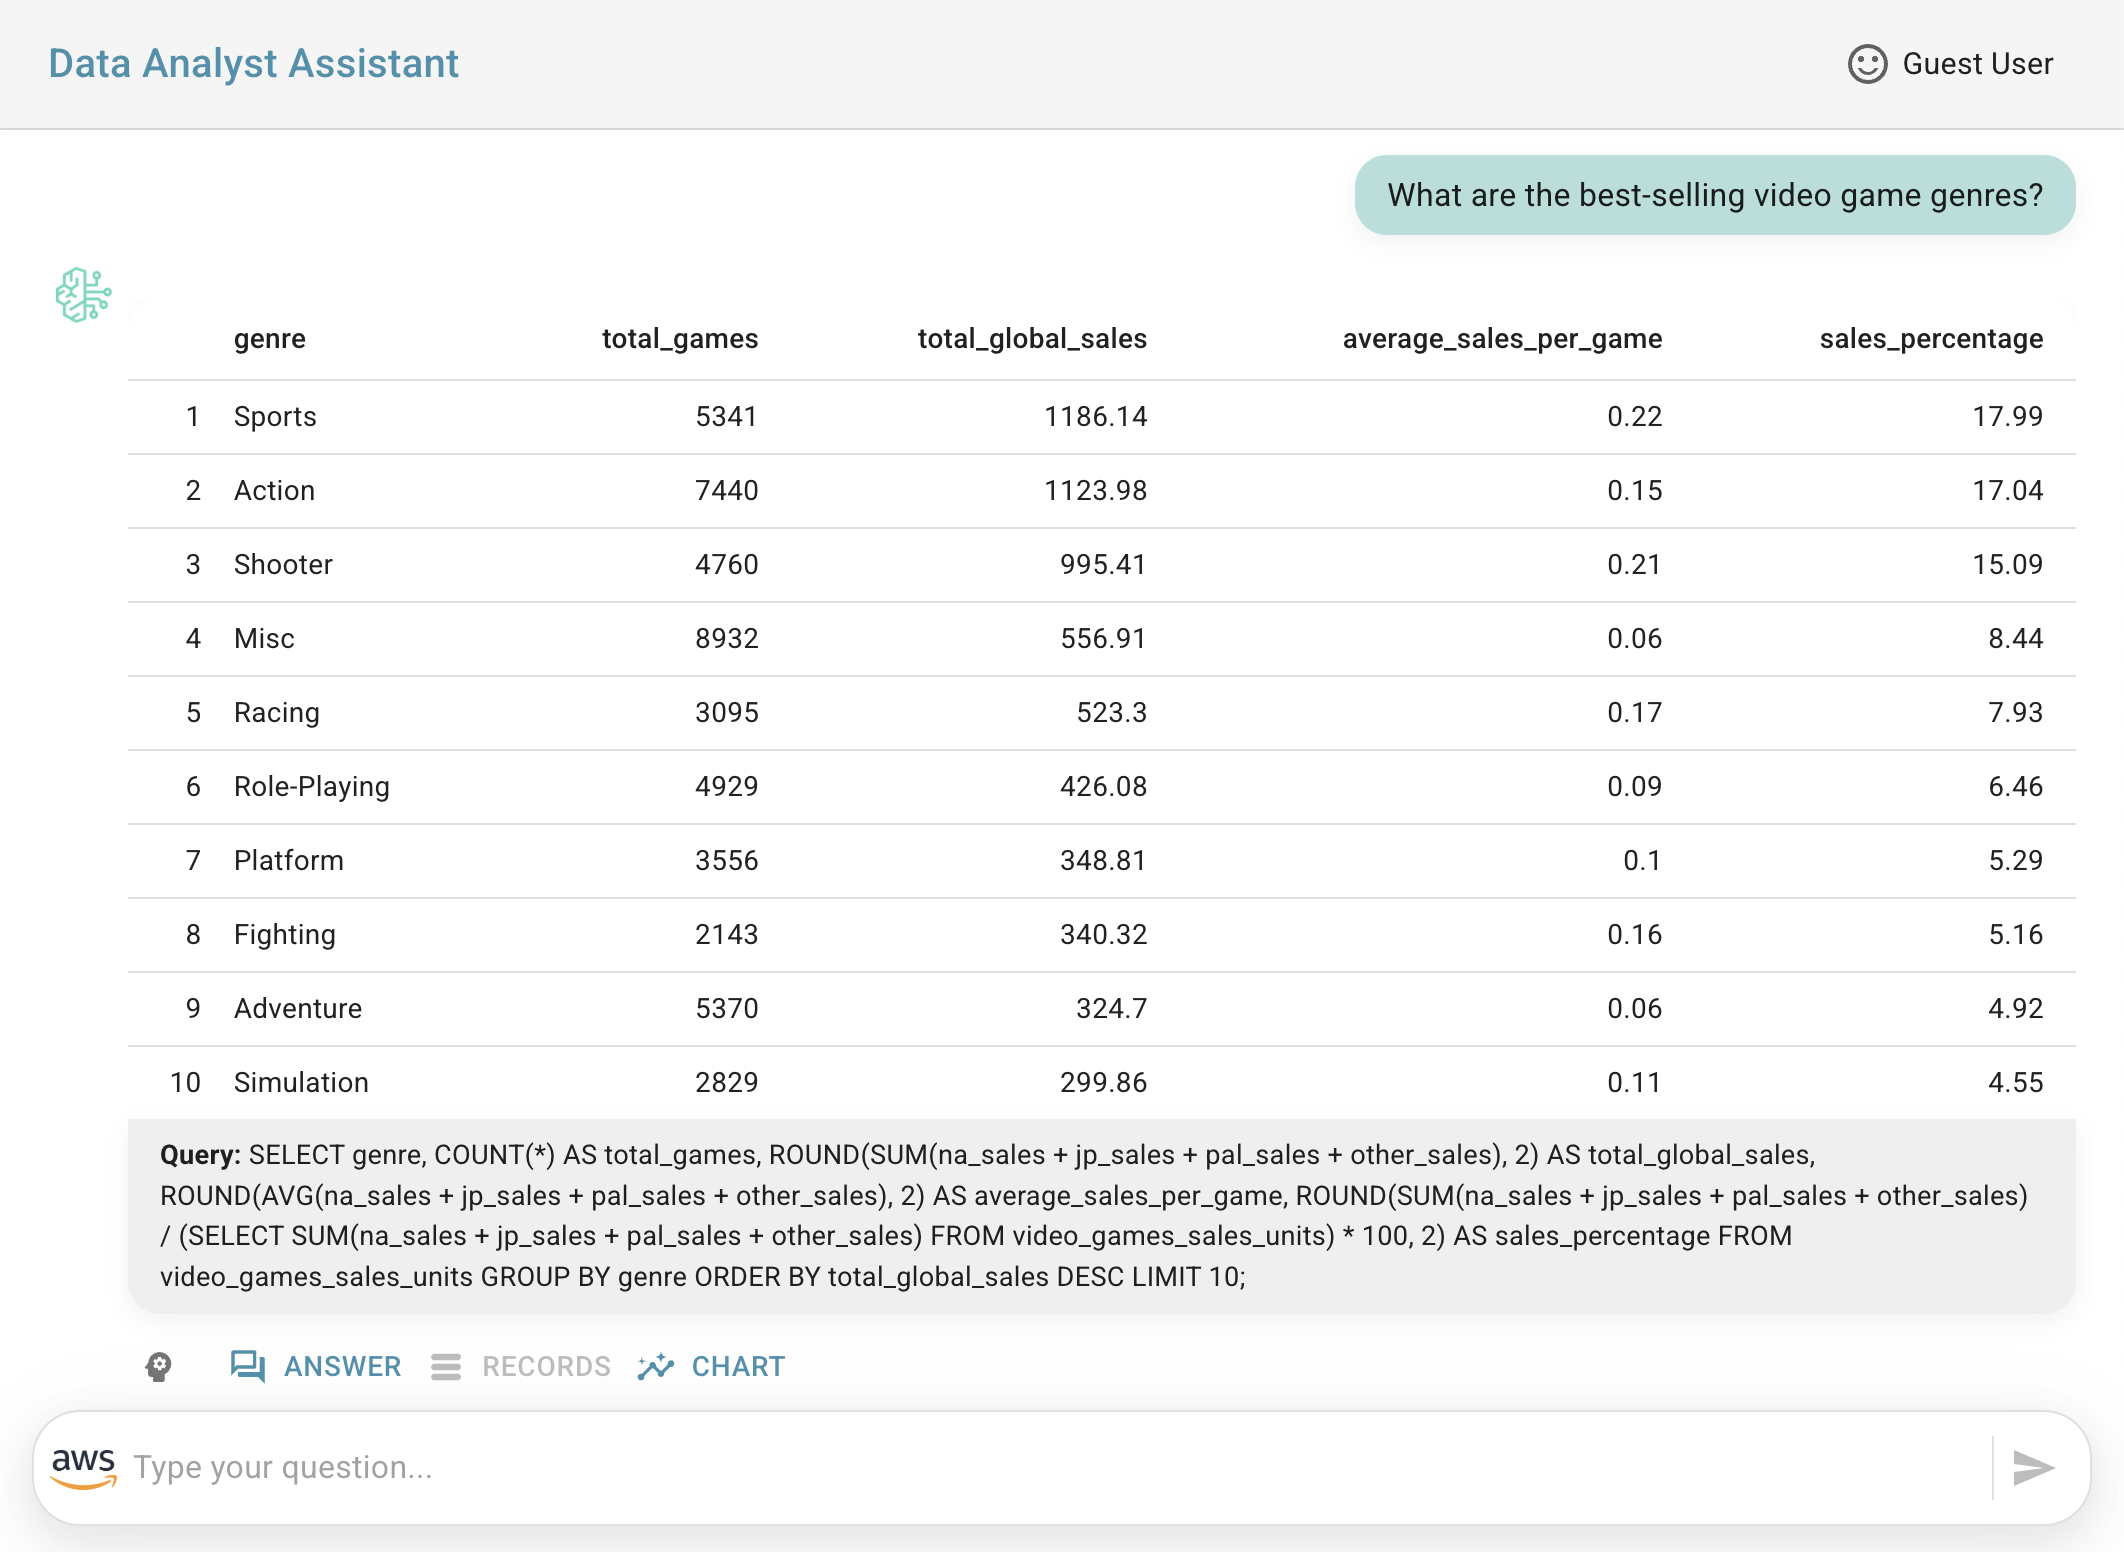 Data Analyst Assistant
Guest User
What are the best-selling video game genres?
genre total_games total_global_sales average_sales_per_game sales_percentage
1 Sports 5341 1186.14 0.22 17.99
2 Action 7440 1123.98 0.15 17.04
3 Shooter 4760 995.41 0.21 15.09
4 Misc 8932 556.91 0.06 8.44
5 Racing 3095 523.3 0.17 7.93
6 Role-Playing 4929 426.08 0.09 6.46
7 Platform 3556 348.81 0.1 5.29
8 Fighting 2143 340.32 0.16 5.16
9 Adventure 5370 324.7 0.06 4.92
10 Simulation 2829 299.86 0.11 4.55
Query: SELECT genre, COUNT(*) AS total_games, ROUND(SUM(na_sales + jp_sales + pal_sales + other_sales), 2) AS total_global_sales,
ROUND(AVG(na_sales + jp_sales + pal_sales + other_sales), 2) AS average_sales_per_game, ROUND(SUM(na_sales + jp_sales + pal_sales + other_sales)
/ (SELECT SUM(na_sales + jp_sales + pal_sales + other_sales) FROM video_games_sales_units) * 100, 2) AS sales_percentage FROM
video_games_sales_units GROUP BY genre ORDER BY total_global_sales DESC LIMIT 10;
ANSWER RECORDS CHART
aws Type your question...